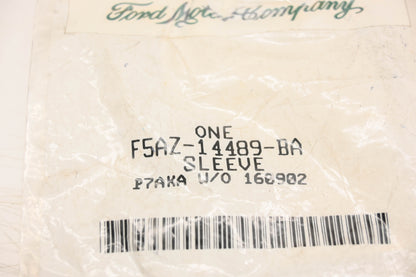 Ford Motor Company,
ONE
F5AZ-14489-BA
SLEEVE
P7AKA W/O 168902